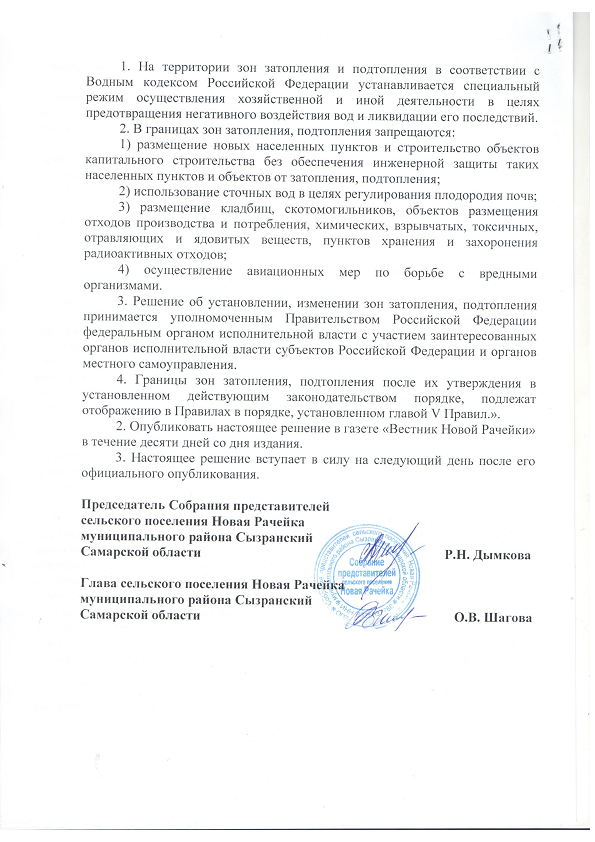 1. На территории зон затопления и подтопления в соответствии с
Водным кодексом Российской Федерации устанавливается специальный
режим осуществления хозяйственной и иной деятельности в целях
предотвращения негативного воздействия вод и ликвидации его последствий.
2. В границах зон затопления, подтопления запрещаются:
1) размещение новых населенных пунктов и строительство объектов
капитального строительства без обеспечения инженерной защиты таких
населенных пунктов и объектов от затопления, подтопления;
2) использование сточных вод в целях регулирования плодородия почв;
3) размещение кладбищ, скотомогильников, объектов размещения
отходов производства и потребления, химических, взрывчатых, токсичных,
отравляющих и ядовитых веществ, пунктов хранения и захоронения
радиоактивных отходов;
4) осуществление авиационных мер по борьбе с вредными
организмами.
3. Решение об установлении, изменении зон затопления, подтопления
принимается уполномоченным Правительством Российской Федерации
федеральным органом исполнительной власти с участием заинтересованных
органов исполнительной власти субъектов Российской Федерации и органов
местного самоуправления.
4. Границы зон затопления, подтопления после их утверждения в
установленном действующим законодательством порядке, подлежат
отображению в Правилах в порядке, установленном главой V Правил.».
2. Опубликовать настоящее решение в газете «Вестник Новой Рачейки»
в течение десяти дней со дня издания.
3. Настоящее решение вступает в силу на следующий день после его
официального опубликования.
Председатель Собрания представителей
сельского поселения Новая Рачейка
муниципального района Сызранский
Самарской области Р.Н. Дымкова
Собрание
представителей
сельского поселения
Новая Рачейка
Глава сельского поселения Новая Рачейка
муниципального района Сызранский
Самарской области О.В. Шагова